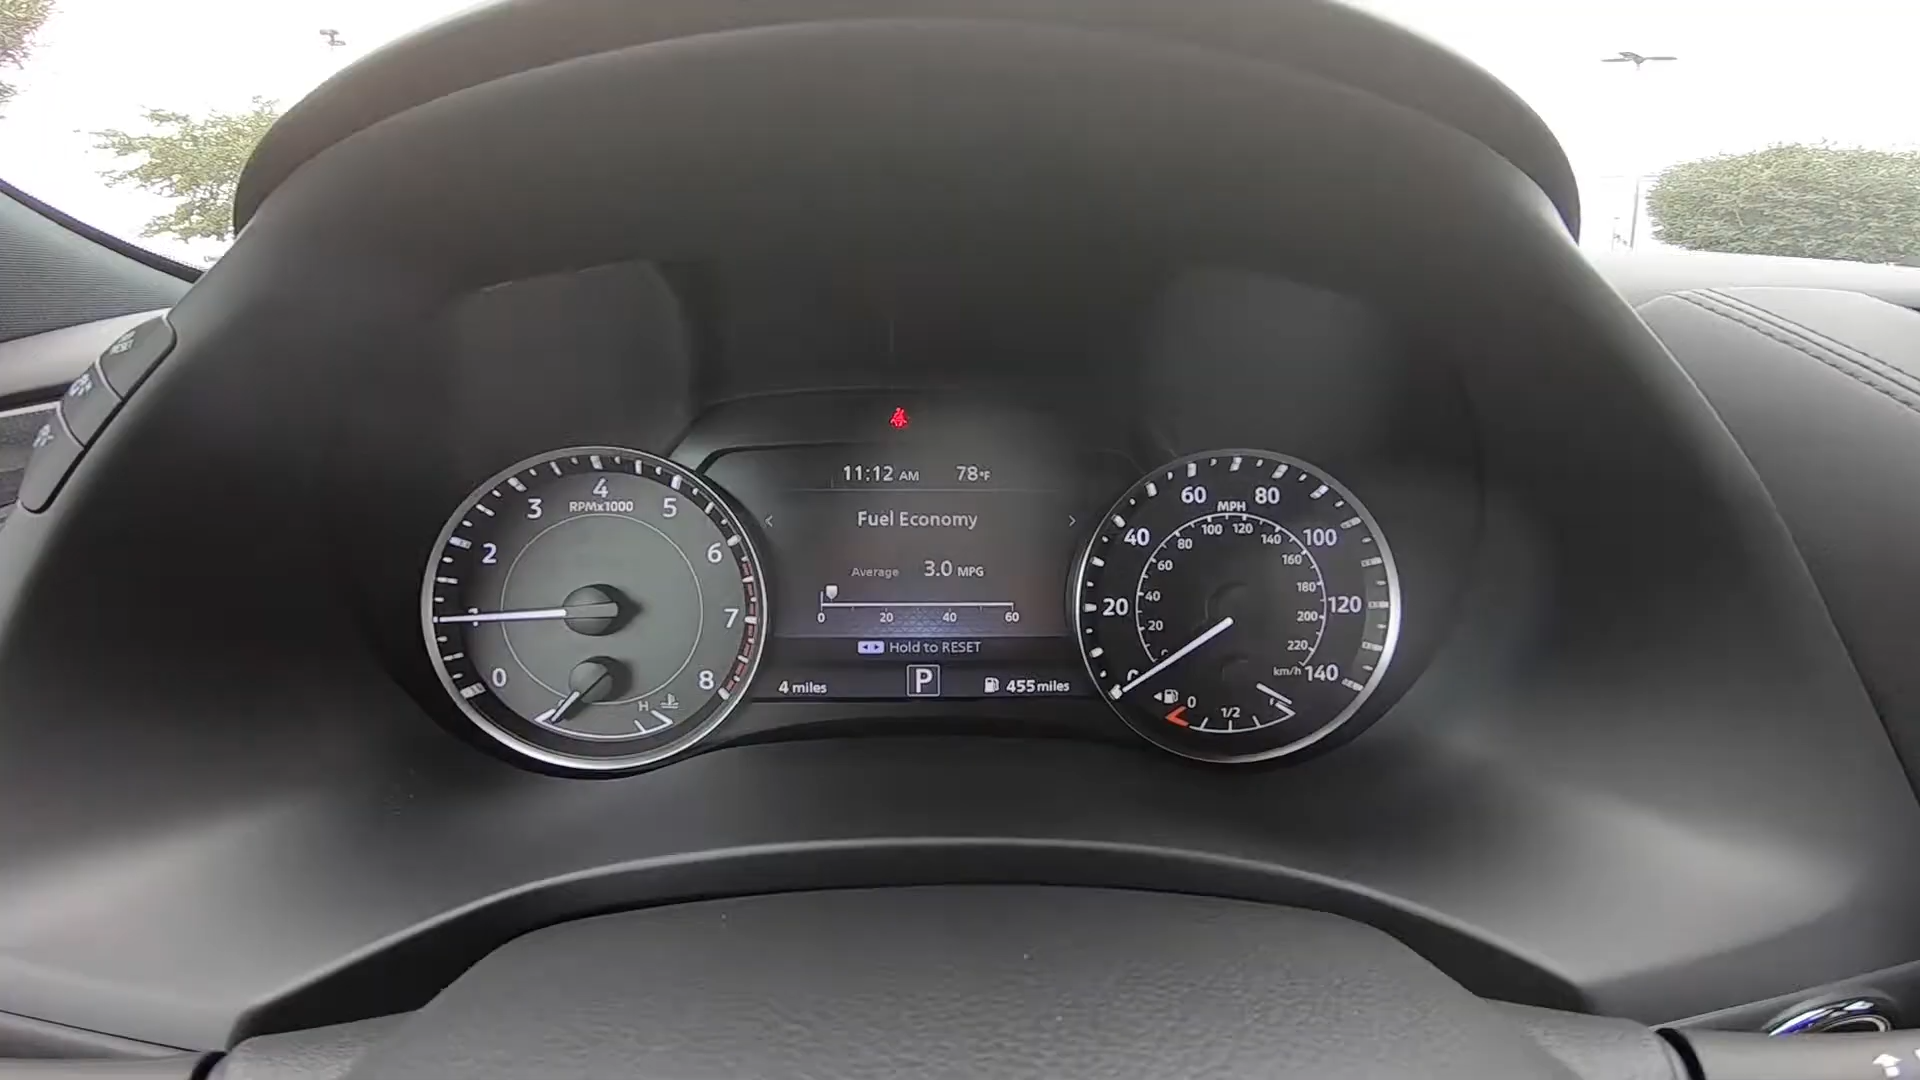 11:12 AM 78°F
Fuel Economy
Average 3.0 MPG
0 20 40 60
Hold to RESET
4 miles P 455 miles
0 1 2 3 4 5 6 7 8
RPMx1000
H
0 20 40 60 80 100 120 140
MPH
20 40 60 80 100 120 140 160 180 200 220
km/h
0 1/2
RESET